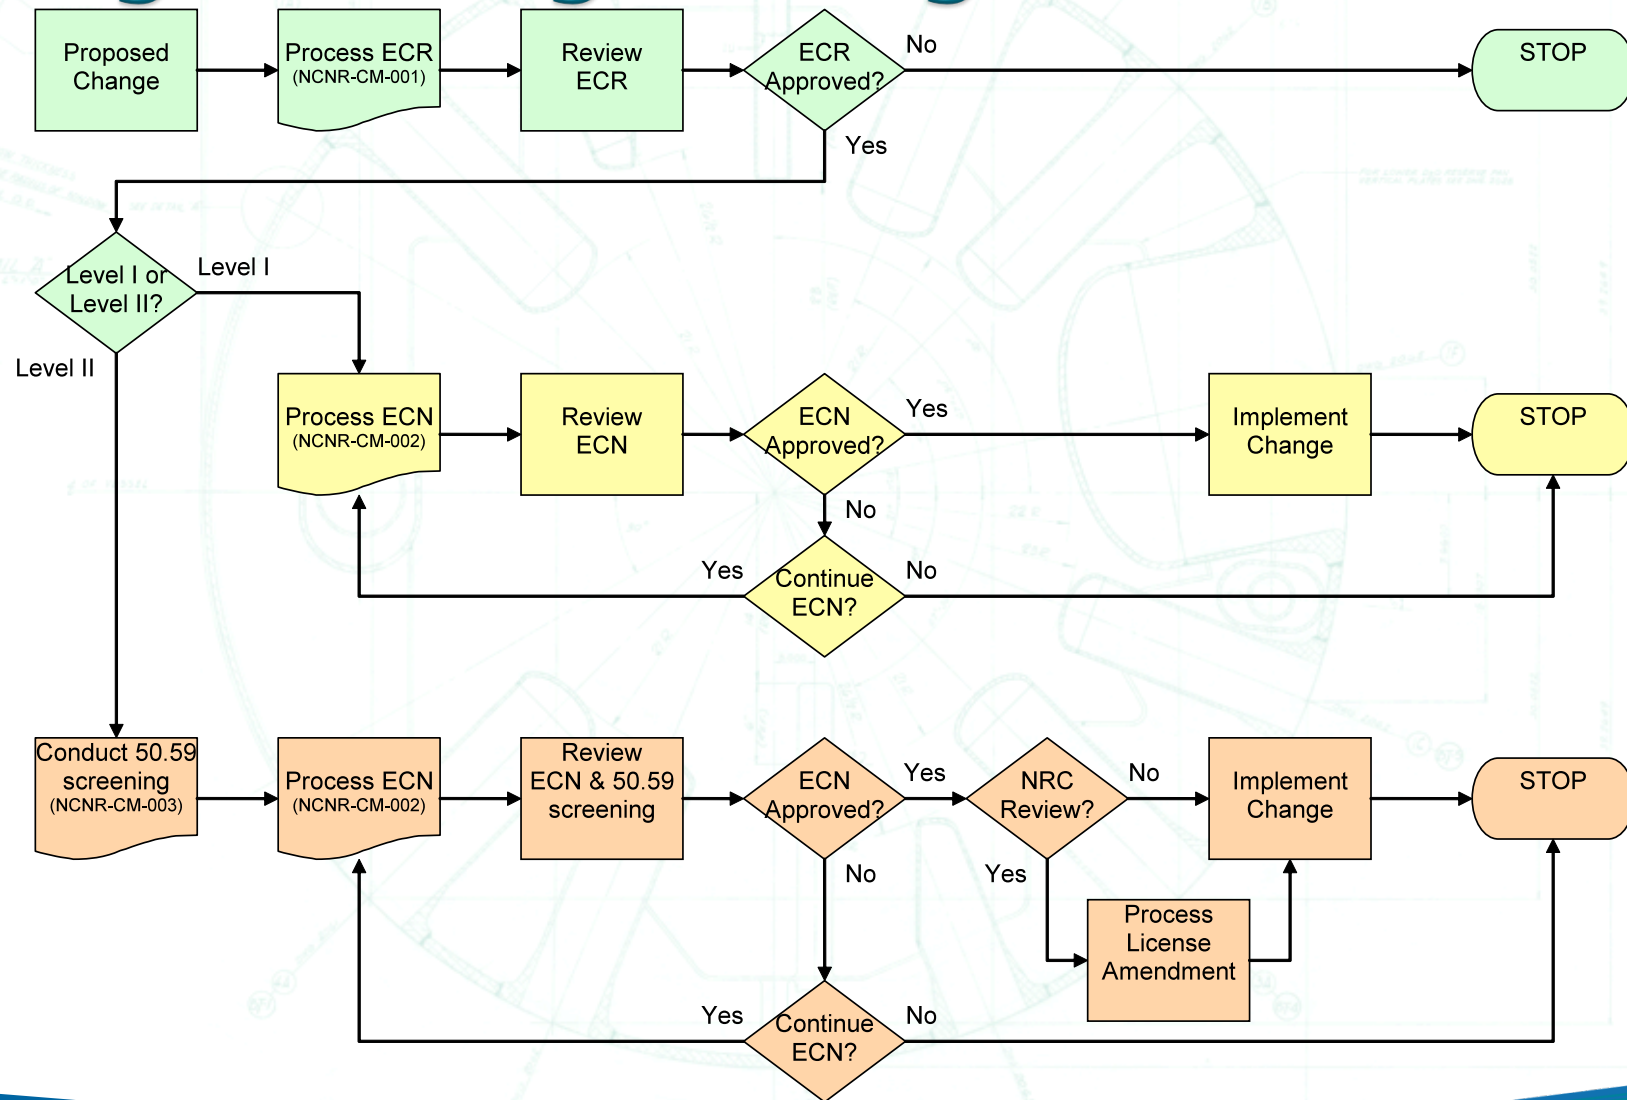 Proposed
Change
Process ECR
(NCNR-CM-001)
Review
ECR
ECR
Approved?
No
STOP
Yes
Level I or
Level II?
Level I
Level II
Process ECN
(NCNR-CM-002)
Review
ECN
ECN
Approved?
Yes
Implement
Change
STOP
No
Yes
Continue
ECN?
No
Conduct 50.59
screening
(NCNR-CM-003)
Process ECN
(NCNR-CM-002)
Review
ECN & 50.59
screening
ECN
Approved?
Yes
NRC
Review?
No
Implement
Change
STOP
No
Yes
Process
License
Amendment
Yes
Continue
ECN?
No